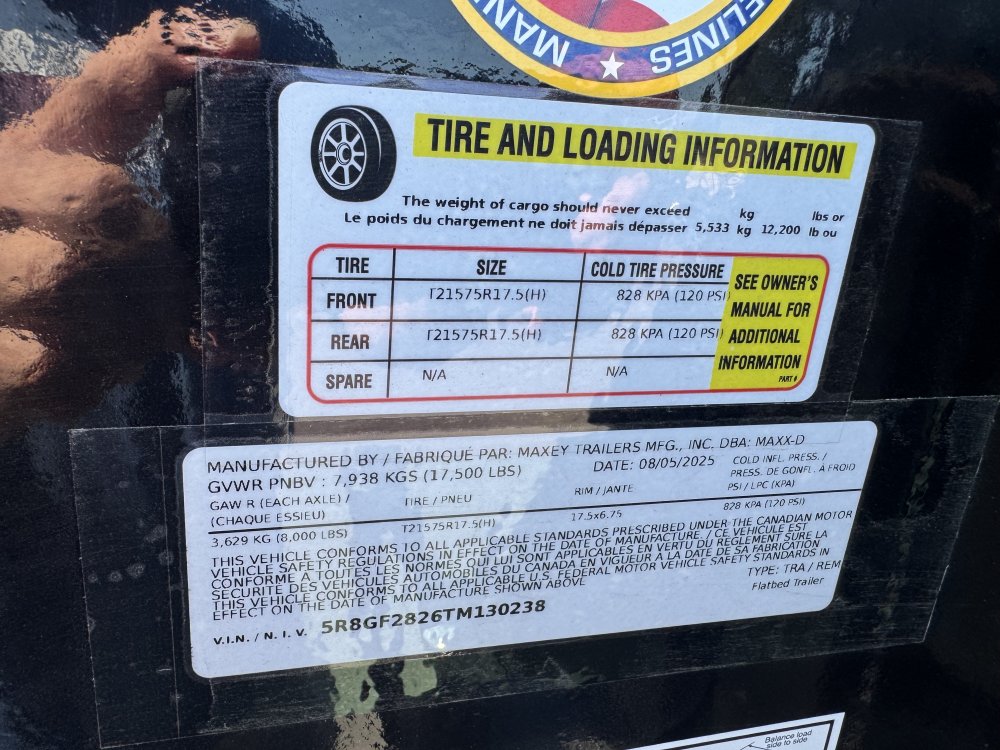 MAN ★ ELINES
TIRE AND LOADING INFORMATION
The weight of cargo should never exceed kg lbs or
Le poids du chargement ne doit jamais dépasser 5,533 kg 12,200 lb ou
TIRE SIZE COLD TIRE PRESSURE SEE OWNER'S
FRONT T21575R17.5(H) 828 KPA (120 PSI) MANUAL FOR
REAR T21575R17.5(H) 828 KPA (120 PSI) ADDITIONAL
INFORMATION
SPARE N/A N/A PART #
MANUFACTURED BY / FABRIQUÉ PAR: MAXEY TRAILERS MFG., INC. DBA: MAXX-D
GVWR PNBV : 7,938 KGS (17,500 LBS) DATE: 08/05/2025 COLD INFL. PRESS. /
PRESS. DE GONFL. À FROID
GAW R (EACH AXLE) / TIRE / PNEU RIM / JANTE PSI / LPC (KPA)
(CHAQUE ESSIEU)
3,629 KG (8,000 LBS) T21575R17.5(H) 17.5x6.75 828 KPA (120 PSI)
THIS VEHICLE CONFORMS TO ALL APPLICABLE STANDARDS PRESCRIBED UNDER THE CANADIAN MOTOR
VEHICLE SAFETY REGULATIONS IN EFFECT ON THE DATE OF MANUFACTURE / CE VEHICULE EST
CONFORME A TOUTES LES NORMES QUI LUI SONT APPLICABLES EN VERTU DU REGLEMENT SURE LA
SECURITE DES VEHICULES AUTOMOBILES DU CANADA EN VIGUEUR A LA DATE DE SA FABRICATION
THIS VEHICLE CONFORMS TO ALL APPLICABLE U.S. FEDERAL MOTOR VEHICLE SAFETY STANDARDS IN
EFFECT ON THE DATE OF MANUFACTURE SHOWN ABOVE
TYPE: TRA / REM
Flatbed Trailer
V.I.N. / N. I. V. 5R8GF2826TM130238
Balance load
side to side